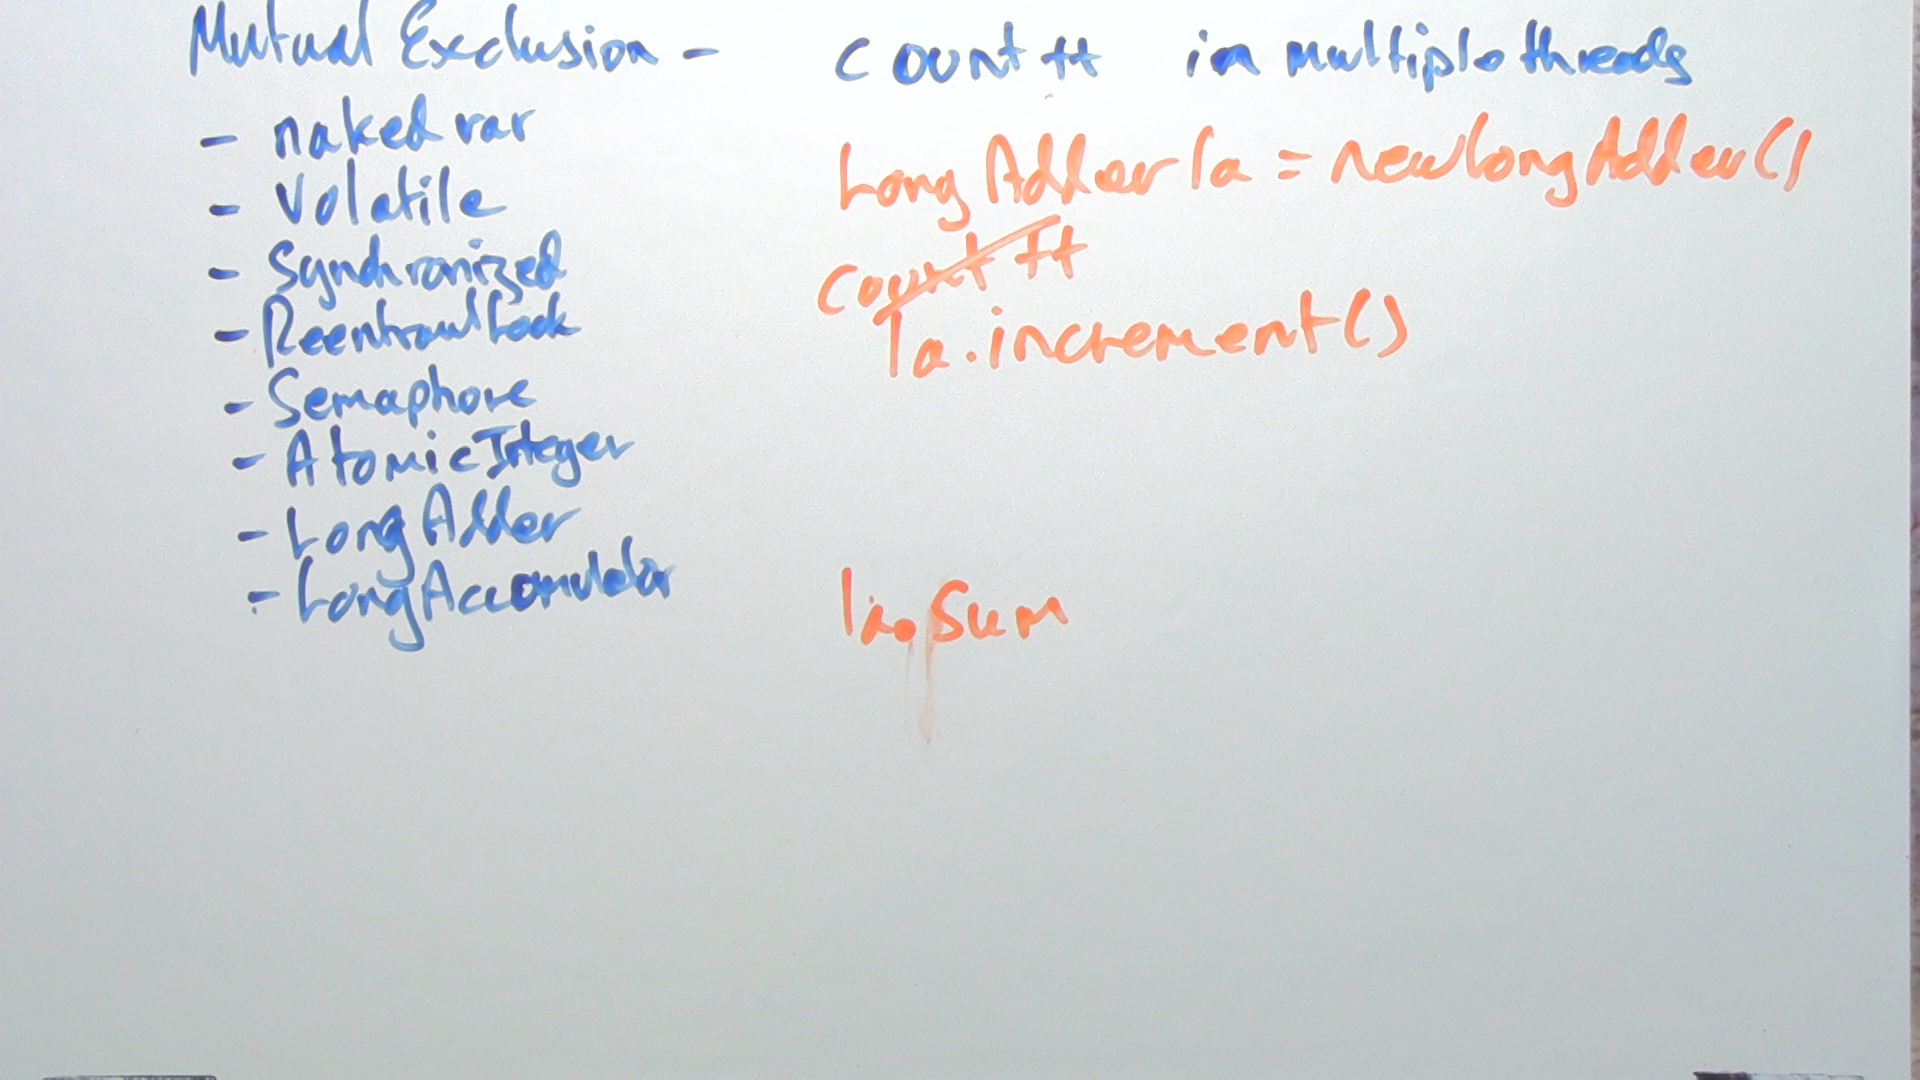 Mutual Exclusion - count++ in multiple threads
- naked var
- Volatile
- Synchronized
- ReentrantLock
- Semaphore
- AtomicInteger
- LongAdder
- LongAccomulator
LongAdder la = new LongAdder()
count++
la.increment()
la.sum